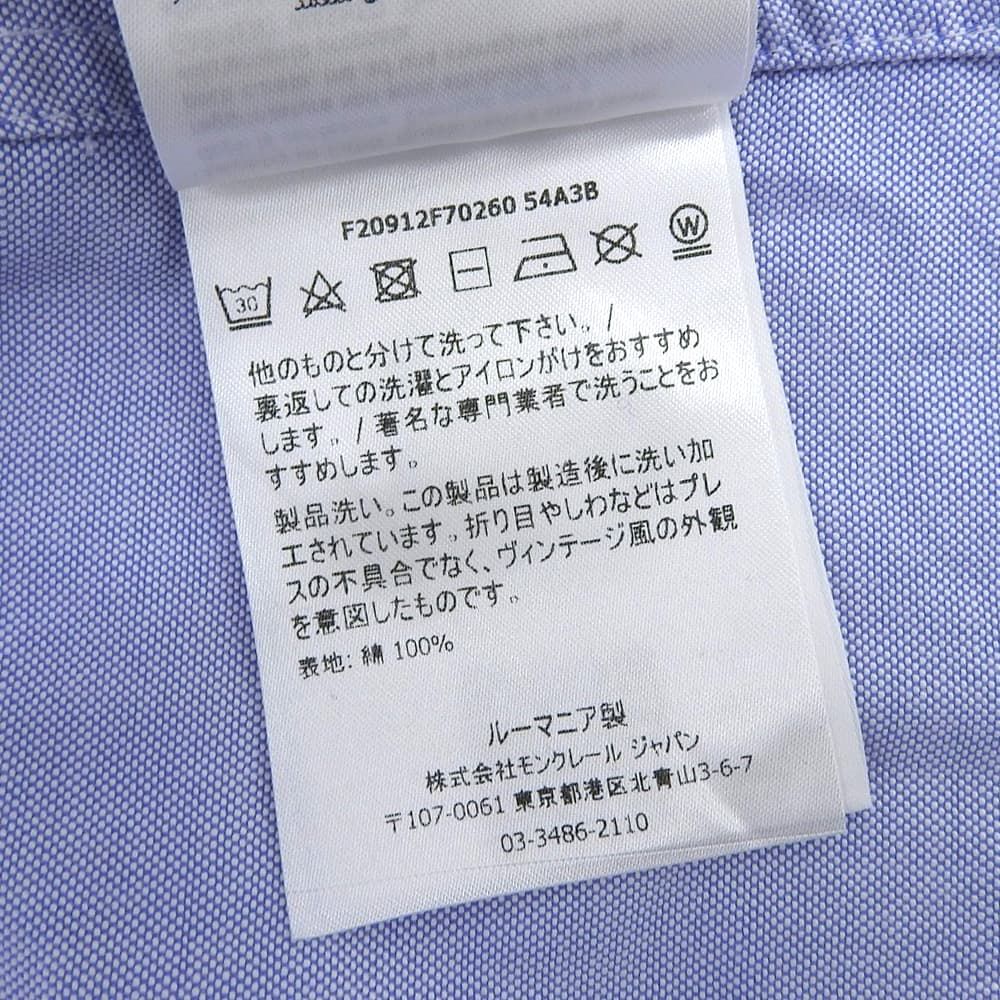 F20912F70260 54A3B
30
W
他のものと分けて洗って下さい。/
裏返しての洗濯とアイロンがけをおすすめ
します。/ 著名な専門業者で洗うことをお
すすめします。
製品洗い。この製品は製造後に洗い加
工されています。折り目やしわなどはプレ
スの不具合でなく、ヴィンテージ風の外観
を意図したものです。
表地: 綿 100%
ルーマニア製
株式会社モンクレール ジャパン
〒107-0061 東京都港区北青山3-6-7
03-3486-2110